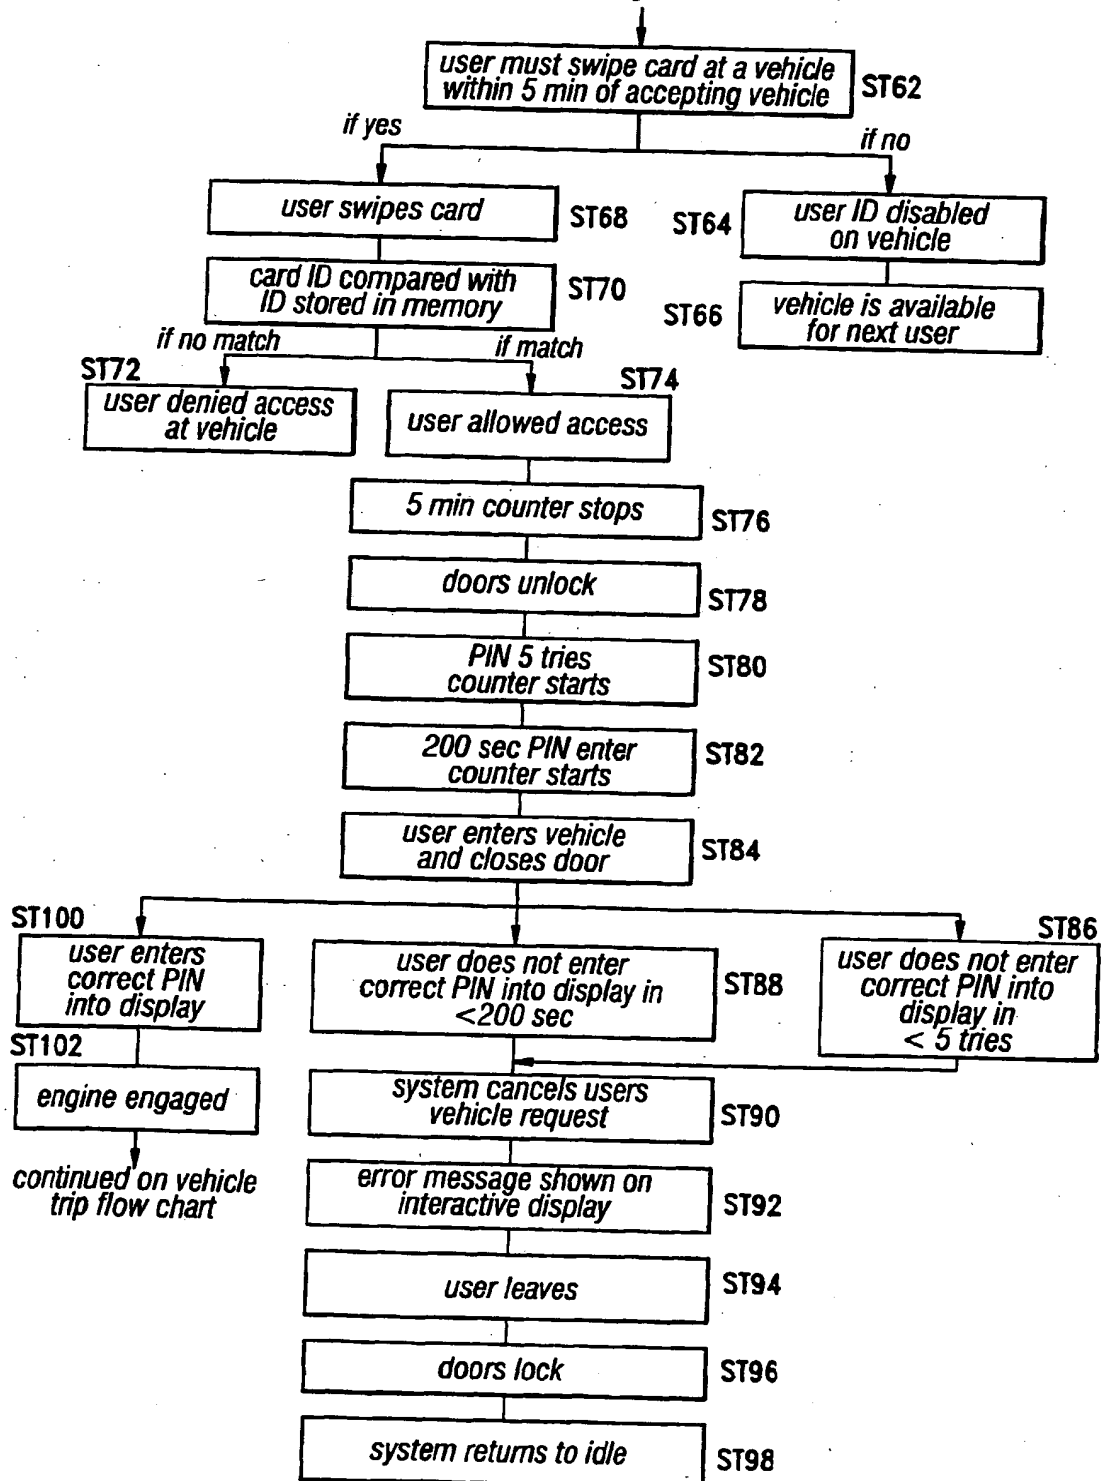 user must swipe card at a vehicle
within 5 min of accepting vehicle
ST62
if yes
if no
user swipes card
ST68
ST64
user ID disabled
on vehicle
card ID compared with
ID stored in memory
ST70
ST66
vehicle is available
for next user
if no match
if match
ST72
user denied access
at vehicle
ST74
user allowed access
5 min counter stops
ST76
doors unlock
ST78
PIN 5 tries
counter starts
ST80
200 sec PIN enter
counter starts
ST82
user enters vehicle
and closes door
ST84
ST100
user enters
correct PIN
into display
user does not enter
correct PIN into display in
<200 sec
ST88
ST86
user does not enter
correct PIN into
display in
< 5 tries
ST102
engine engaged
continued on vehicle
trip flow chart
system cancels users
vehicle request
ST90
error message shown on
interactive display
ST92
user leaves
ST94
doors lock
ST96
system returns to idle
ST98